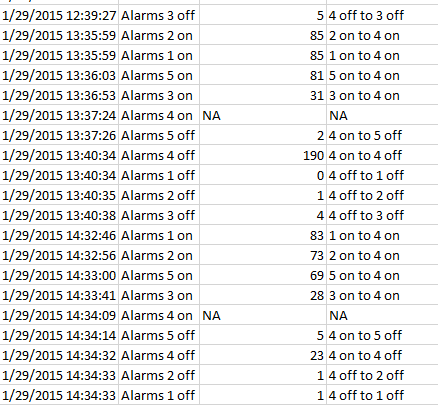 1/29/2015 12:39:27 Alarms 3 off 5 4 off to 3 off
1/29/2015 13:35:59 Alarms 2 on 85 2 on to 4 on
1/29/2015 13:35:59 Alarms 1 on 85 1 on to 4 on
1/29/2015 13:36:03 Alarms 5 on 81 5 on to 4 on
1/29/2015 13:36:53 Alarms 3 on 31 3 on to 4 on
1/29/2015 13:37:24 Alarms 4 on NA NA
1/29/2015 13:37:26 Alarms 5 off 2 4 on to 5 off
1/29/2015 13:40:34 Alarms 4 off 190 4 on to 4 off
1/29/2015 13:40:34 Alarms 1 off 0 4 off to 1 off
1/29/2015 13:40:35 Alarms 2 off 1 4 off to 2 off
1/29/2015 13:40:38 Alarms 3 off 4 4 off to 3 off
1/29/2015 14:32:46 Alarms 1 on 83 1 on to 4 on
1/29/2015 14:32:56 Alarms 2 on 73 2 on to 4 on
1/29/2015 14:33:00 Alarms 5 on 69 5 on to 4 on
1/29/2015 14:33:41 Alarms 3 on 28 3 on to 4 on
1/29/2015 14:34:09 Alarms 4 on NA NA
1/29/2015 14:34:14 Alarms 5 off 5 4 on to 5 off
1/29/2015 14:34:32 Alarms 4 off 23 4 on to 4 off
1/29/2015 14:34:33 Alarms 2 off 1 4 off to 2 off
1/29/2015 14:34:33 Alarms 1 off 1 4 off to 1 off